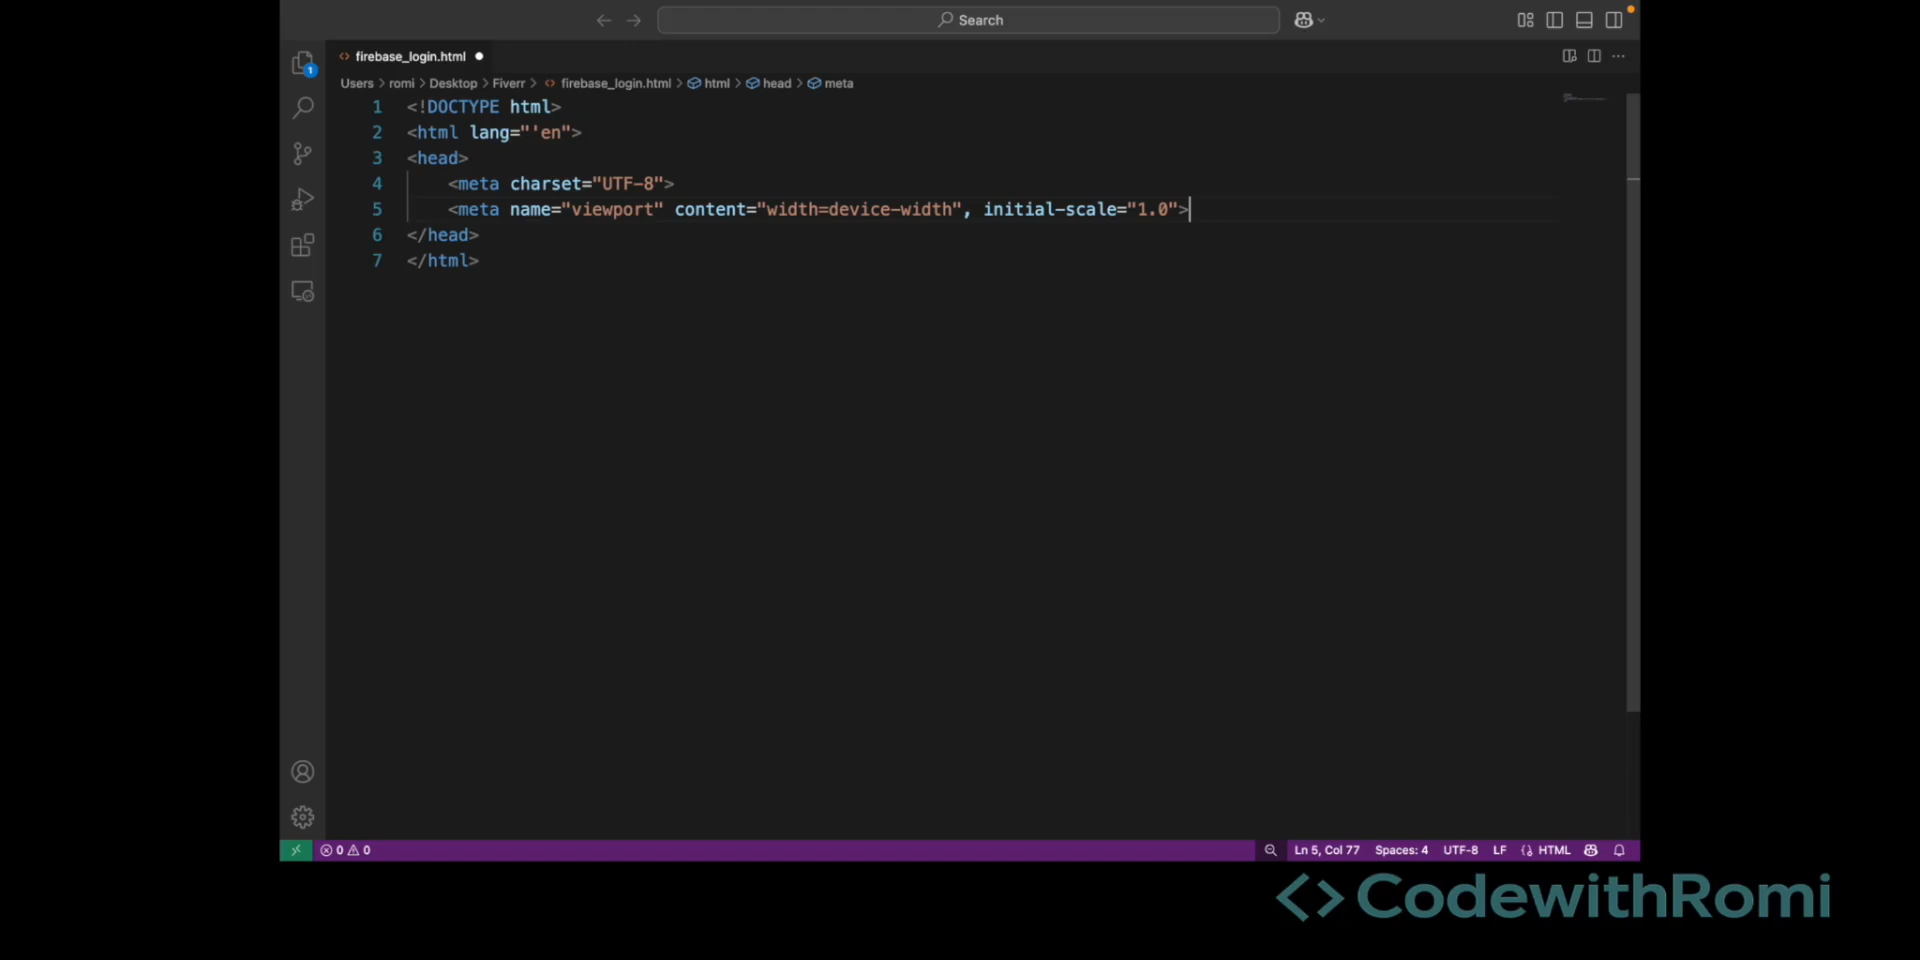 Search
firebase_login.html
1
Users > romi > Desktop > Fiverr > firebase_login.html > html > head > meta
1 <!DOCTYPE html>
2 <html lang="'en">
3 <head>
4 <meta charset="UTF-8">
5 <meta name="viewport" content="width=device-width", initial-scale="1.0">
6 </head>
7 </html>
0 0 Ln 5, Col 77 Spaces: 4 UTF-8 LF {} HTML
<> CodewithRomi